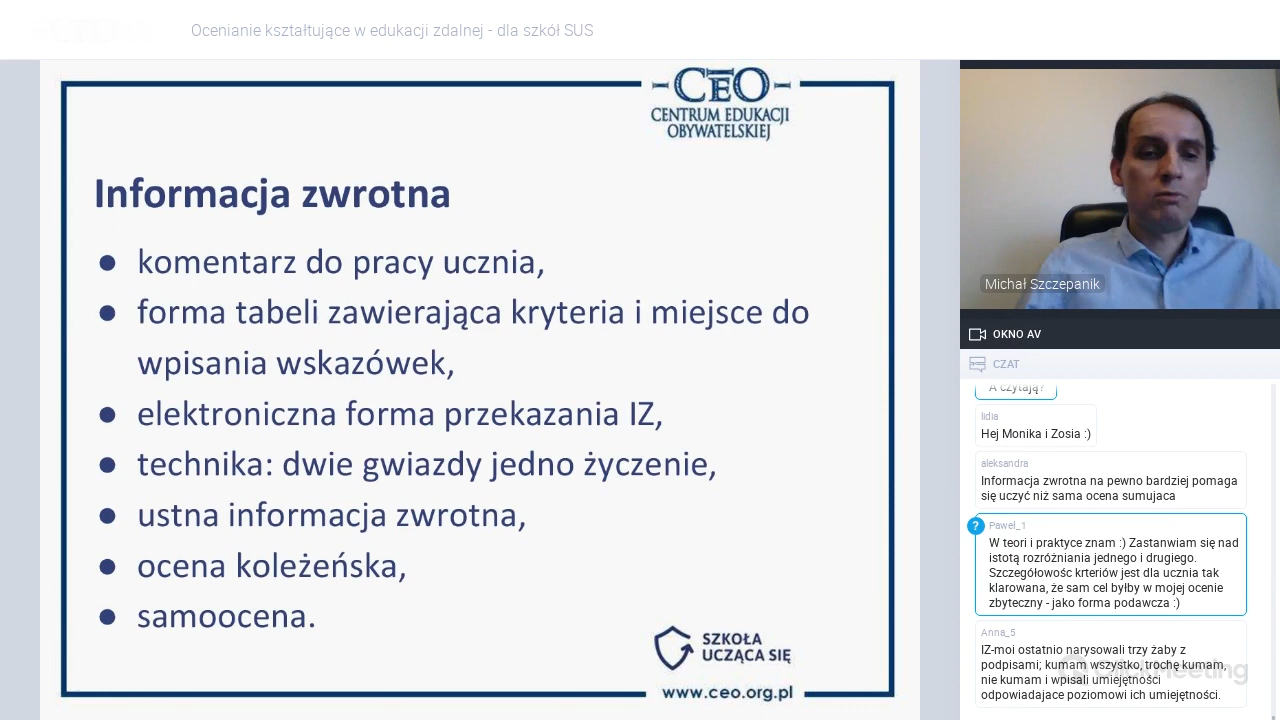 Ocenianie kształtujące w edukacji zdalnej - dla szkół SUS
CEO
CENTRUM EDUKACJI
OBYWATELSKIEJ
Informacja zwrotna
● komentarz do pracy ucznia,
● forma tabeli zawierająca kryteria i miejsce do
wpisania wskazówek,
● elektroniczna forma przekazania IZ,
● technika: dwie gwiazdy jedno życzenie,
● ustna informacja zwrotna,
● ocena koleżeńska,
● samoocena.
SZKOŁA
UCZĄCA SIĘ
www.ceo.org.pl
Michał Szczepanik
OKNO AV
CZAT
A czytają?
lidia
Hej Monika i Zosia :)
aleksandra
Informacja zwrotna na pewno bardziej pomaga
się uczyć niż sama ocena sumujaca
?
Paweł_1
W teori i praktyce znam :) Zastanwiam się nad
istotą rozróżniania jednego i drugiego.
Szczegółowośc krteriów jest dla ucznia tak
klarowana, że sam cel byłby w mojej ocenie
zbyteczny - jako forma podawcza :)
Anna_5
IZ-moi ostatnio narysowali trzy żaby z
podpisami; kumam wszystko, trochę kumam,
nie kumam i wpisali umiejętności
odpowiadajace poziomowi ich umiejętności.
ClickMeeting